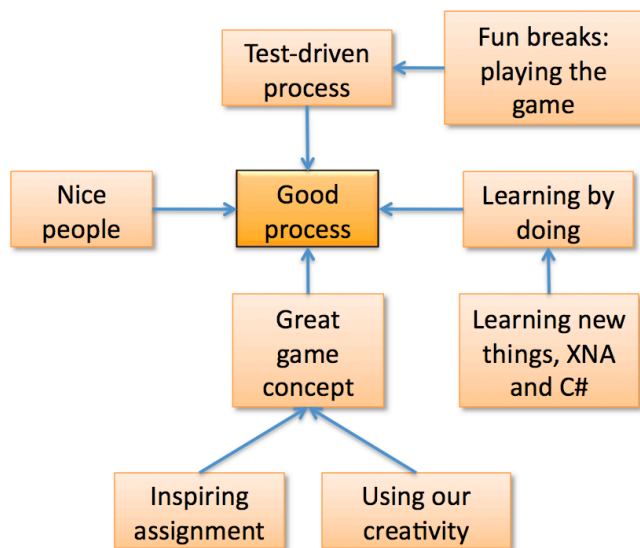 Test-driven
process
Fun breaks:
playing the
game
Nice
people
Good
process
Learning by
doing
Great
game
concept
Learning new
things, XNA
and C#
Inspiring
assignment
Using our
creativity